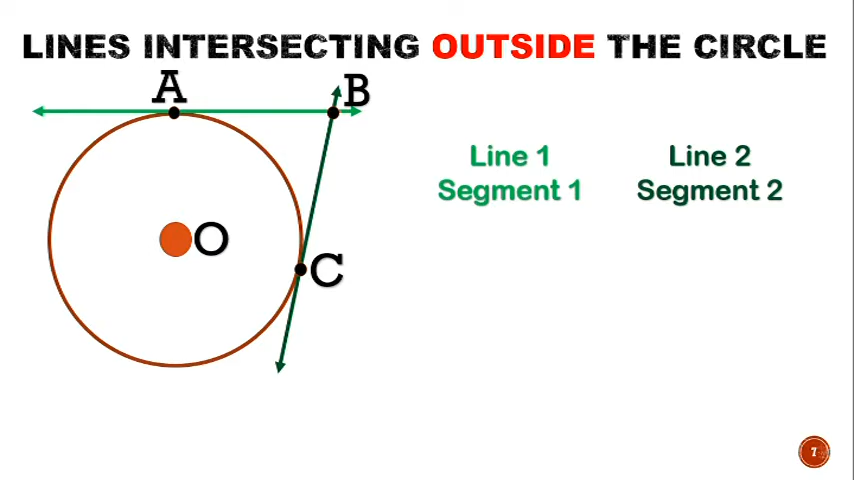 LINES INTERSECTING OUTSIDE THE CIRCLE
A
B
Line 1
Segment 1
Line 2
Segment 2
O
C
7